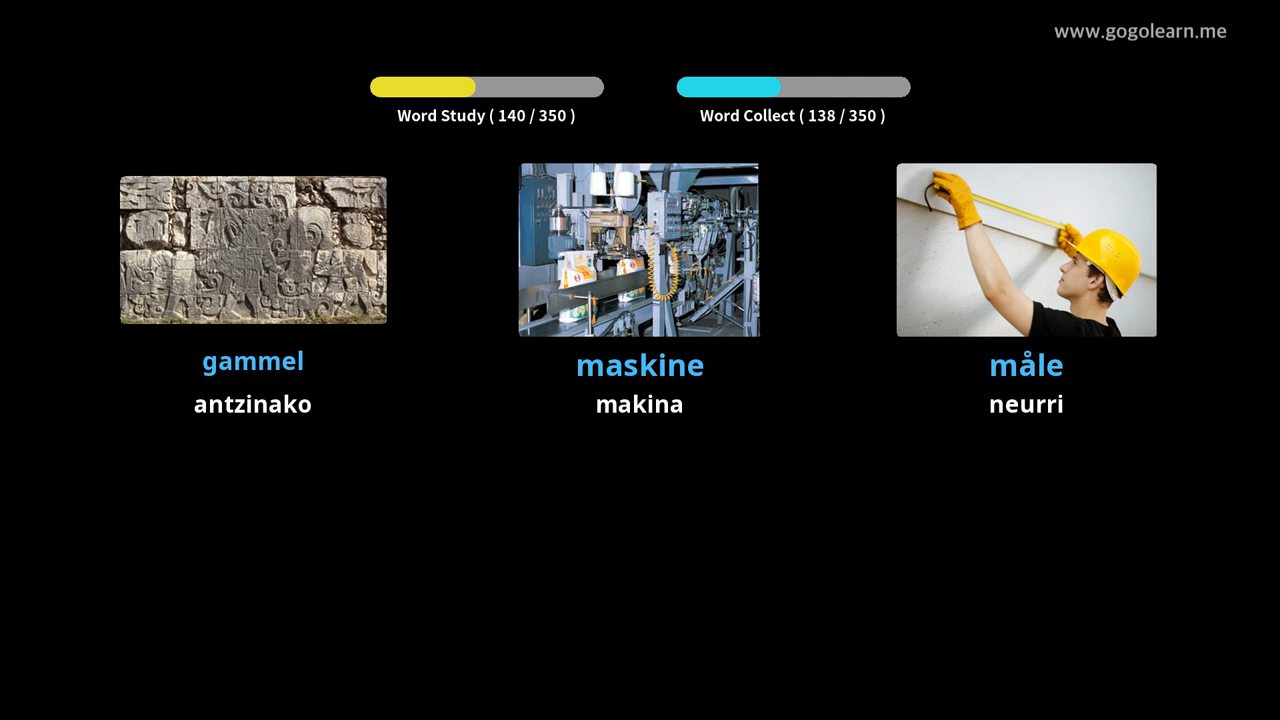 www.gogolearn.me
Word Study ( 140 / 350 )
Word Collect ( 138 / 350 )
gammel
maskine
måle
antzinako
makina
neurri